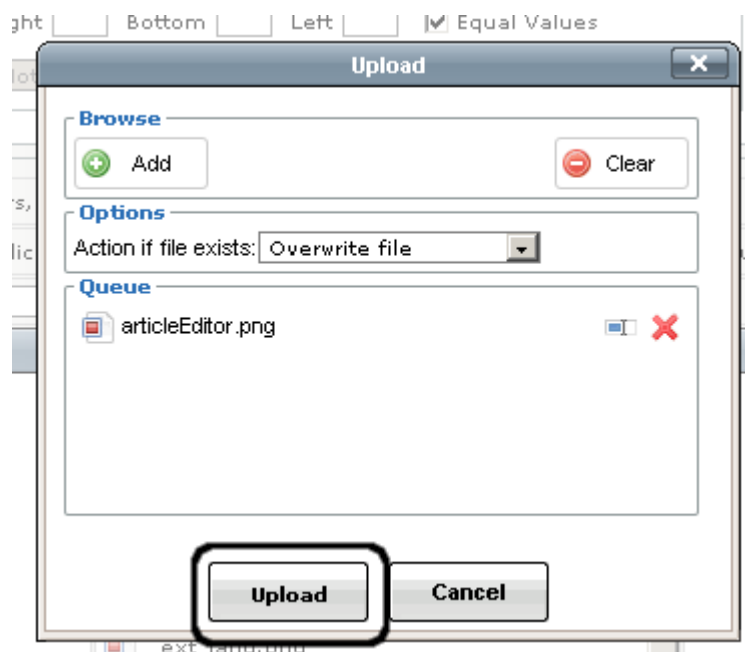 ght Bottom Left Equal Values
Upload
Browse
Add Clear
Options
Action if file exists: Overwrite file
Queue
articleEditor.png
Upload Cancel